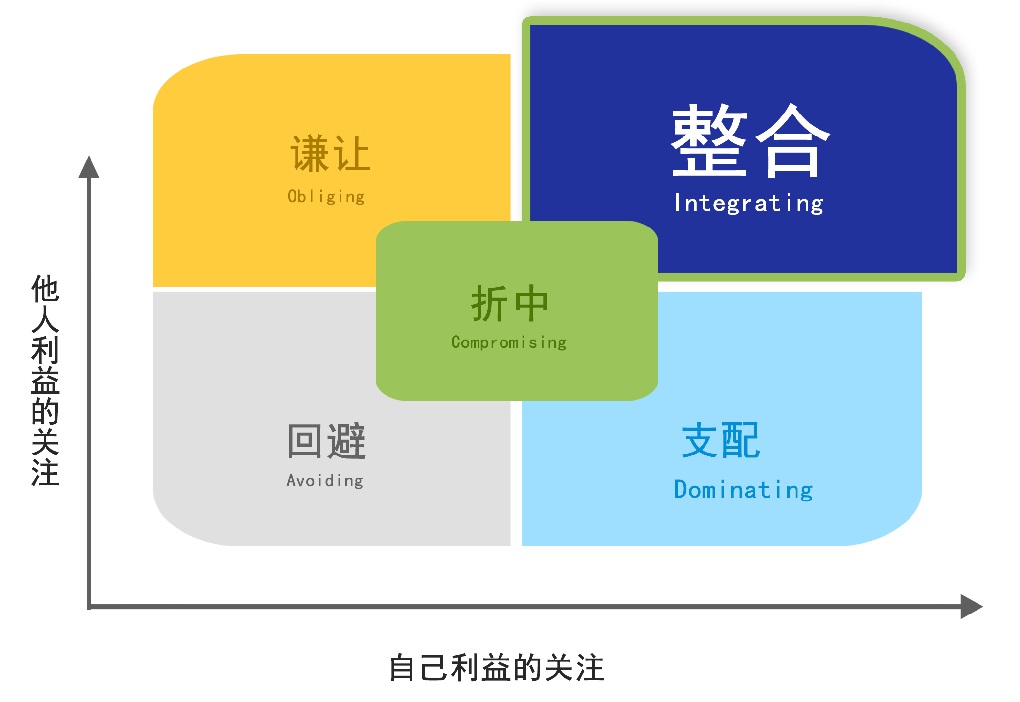 谦让
Obliging
整合
Integrating
折中
Compromising
回避
Avoiding
支配
Dominating
他人利益的关注
自己利益的关注